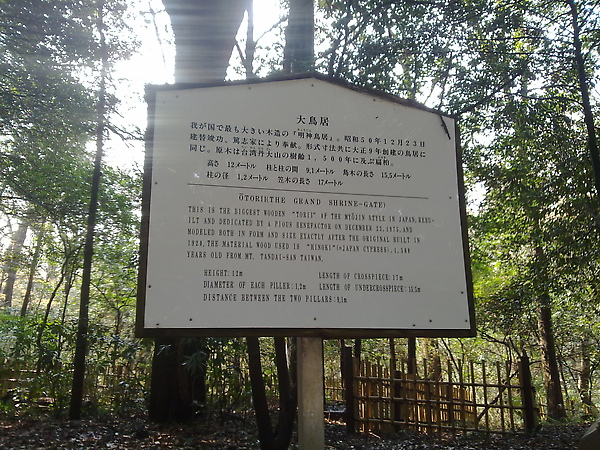 大鳥居
我が国で最も大きい木造の「明神鳥居」。昭和50年12月23日
建替竣功。篤志家により奉献。形式寸法共に大正9年創建の鳥居に
同じ。原木は台湾丹大山の樹齢1,500年に及ぶ扁柏。
高さ 12メートル 柱と柱の間 9,1メートル 島木の長さ 15,5メートル
柱の径 1,2メートル 笠木の長さ 17メートル
ŌTORII(THE GRAND SHRINE-GATE)
THIS IS THE BIGGEST WOODEN "TORII" OF THE MYŌJIN STYLE IN JAPAN, REBU-
ILT AND DEDICATED BY A PIOUS BENEFACTOR ON DECEMBER 23,1975,AND
MODELED BOTH IN FORM AND SIZE EXACTLY AFTER THE ORIGINAL BUILT IN
1920,THE MATERIAL WOOD USED IS "HINOKI"(=JAPAN CYPRESS),1,500
YEARS OLD FROM MT. TANDAI-SAN TAIWAN.
HEIGHT:12m LENGTH OF CROSSPIECE:17m
DIAMETER OF EACH PILLER:1,2m LENGTH OF UNDERCROSSPIECE:15,5m
DISTANCE BETWEEN THE TWO PILLARS:9,1m